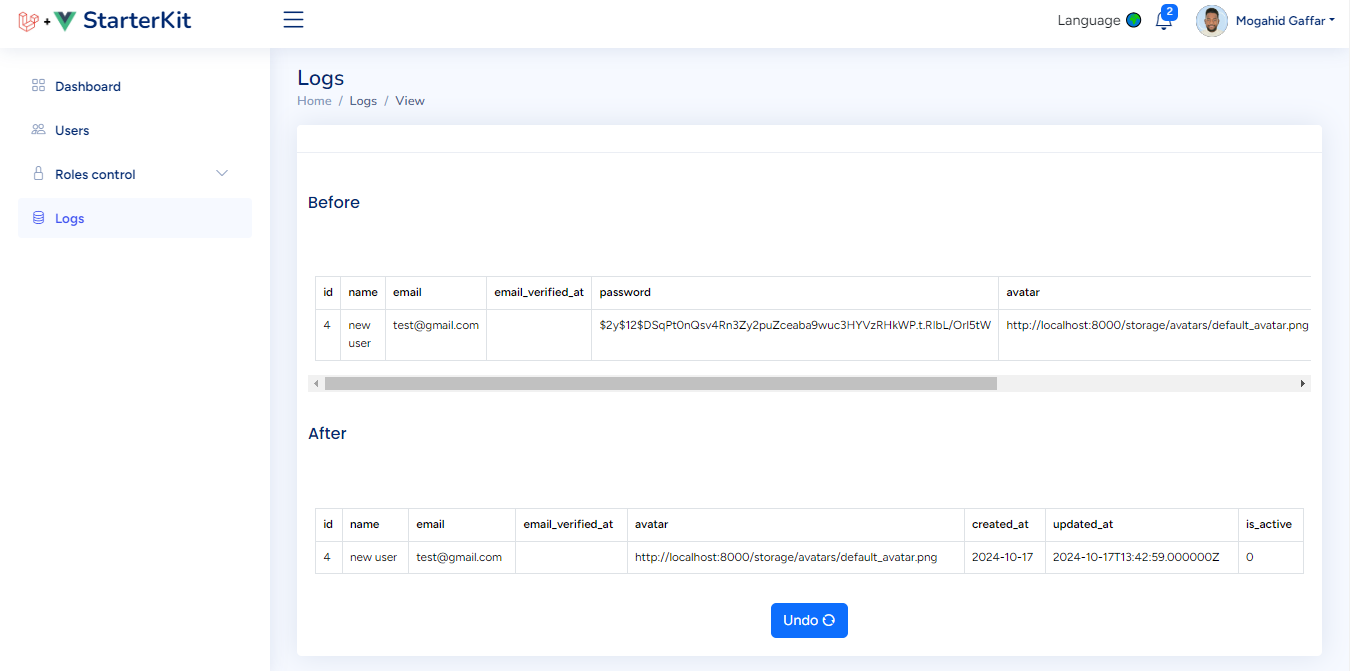 + StarterKit
Language 2 Mogahid Gaffar
Dashboard
Users
Roles control
Logs
Logs
Home / Logs / View
Before
id name email email_verified_at password avatar
4 new user test@gmail.com $2y$12$DSqPt0nQsv4Rn3Zy2puZceaba9wuc3HYVzRHkWP.t.RIbL/OrI5tW http://localhost:8000/storage/avatars/default_avatar.png
After
id name email email_verified_at avatar created_at updated_at is_active
4 new user test@gmail.com http://localhost:8000/storage/avatars/default_avatar.png 2024-10-17 2024-10-17T13:42:59.000000Z 0
Undo